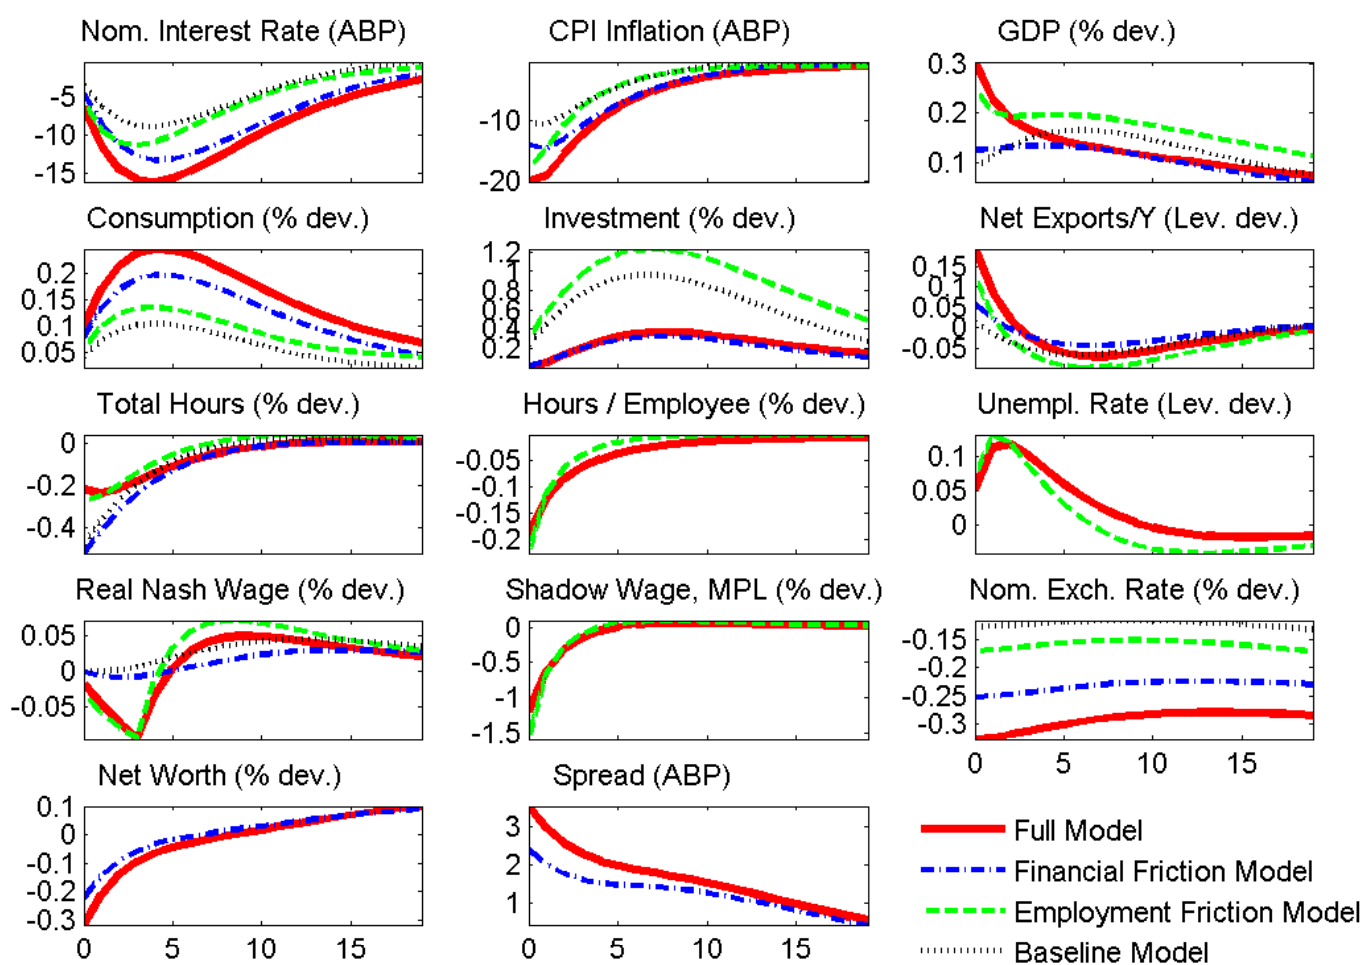 Nom. Interest Rate (ABP)
CPI Inflation (ABP)
GDP (% dev.)
-5
-10
-15
-10
-20
0.3
0.2
0.1
Consumption (% dev.)
Investment (% dev.)
Net Exports/Y (Lev. dev.)
0.2
0.15
0.1
0.05
1.2
1
0.8
0.6
0.4
0.2
0.15
0.1
0.05
0
-0.05
Total Hours (% dev.)
Hours / Employee (% dev.)
Unempl. Rate (Lev. dev.)
0
-0.2
-0.4
-0.05
-0.1
-0.15
-0.2
0.1
0.05
0
Real Nash Wage (% dev.)
Shadow Wage, MPL (% dev.)
Nom. Exch. Rate (% dev.)
0.05
0
-0.05
0
-0.5
-1
-1.5
-0.15
-0.2
-0.25
-0.3
0 5 10 15
Net Worth (% dev.)
Spread (ABP)
0.1
0
-0.1
-0.2
-0.3
0 5 10 15
3
2
1
0 5 10 15
Full Model
Financial Friction Model
Employment Friction Model
Baseline Model